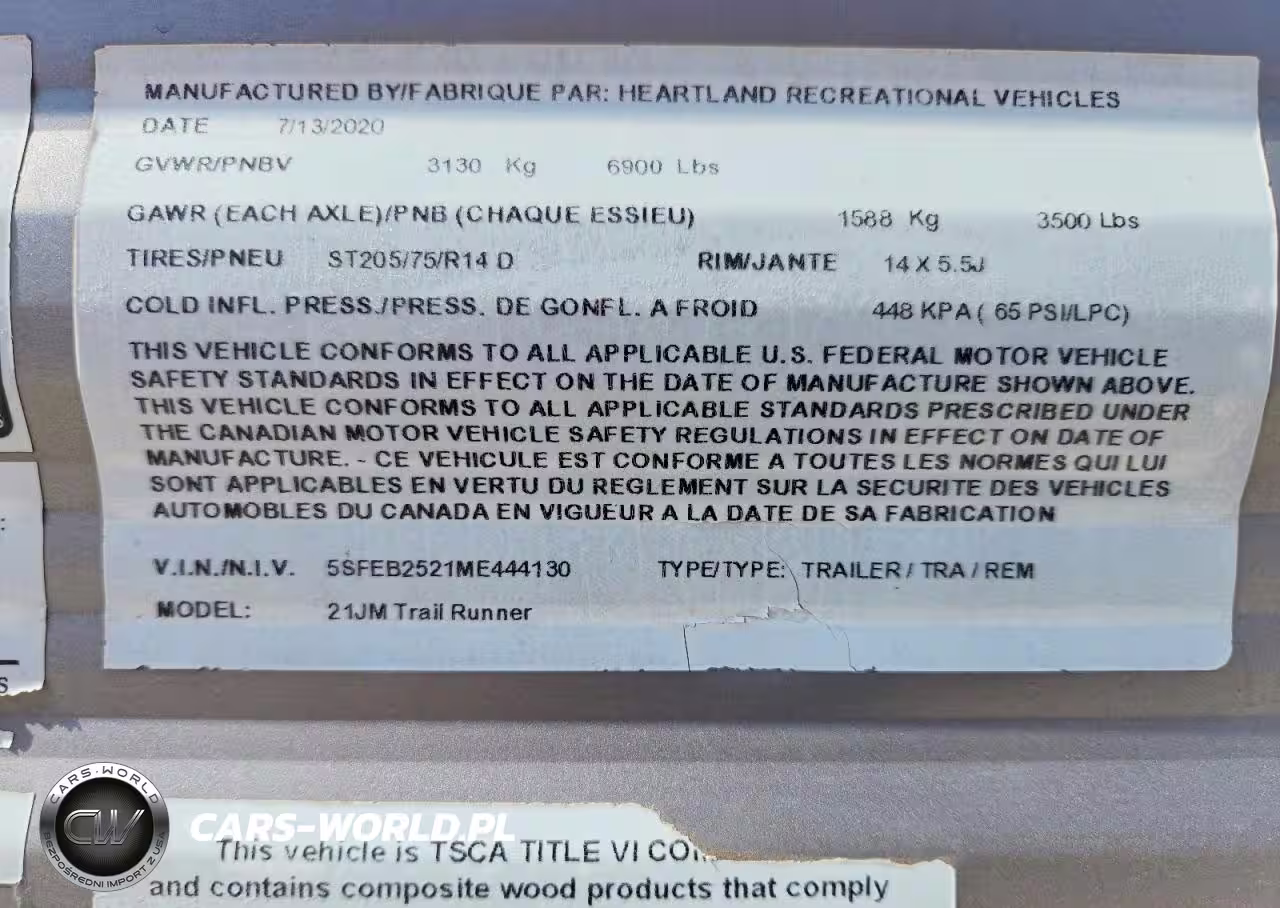 MANUFACTURED BY/FABRIQUE PAR: HEARTLAND RECREATIONAL VEHICLES
DATE 7/13/2020
GVWR/PNBV 3130 Kg 6900 Lbs
GAWR (EACH AXLE)/PNB (CHAQUE ESSIEU) 1588 Kg 3500 Lbs
TIRES/PNEU ST205/75/R14 D RIM/JANTE 14 X 5.5J
COLD INFL. PRESS./PRESS. DE GONFL. A FROID 448 KPA ( 65 PSI/LPC)
THIS VEHICLE CONFORMS TO ALL APPLICABLE U.S. FEDERAL MOTOR VEHICLE
SAFETY STANDARDS IN EFFECT ON THE DATE OF MANUFACTURE SHOWN ABOVE.
THIS VEHICLE CONFORMS TO ALL APPLICABLE STANDARDS PRESCRIBED UNDER
THE CANADIAN MOTOR VEHICLE SAFETY REGULATIONS IN EFFECT ON DATE OF
MANUFACTURE. - CE VEHICULE EST CONFORME A TOUTES LES NORMES QUI LUI
SONT APPLICABLES EN VERTU DU REGLEMENT SUR LA SECURITE DES VEHICLES
AUTOMOBLES DU CANADA EN VIGUEUR A LA DATE DE SA FABRICATION
V.I.N./N.I.V. 5SFEB2521ME444130 TYPE/TYPE: TRAILER / TRA / REM
MODEL: 21JM Trail Runner
CARS-WORLD
CW
BEZPOŚREDNI IMPORT Z USA
CARS-WORLD.PL
This vehicle is TSCA TITLE VI
and contains composite wood products that comply